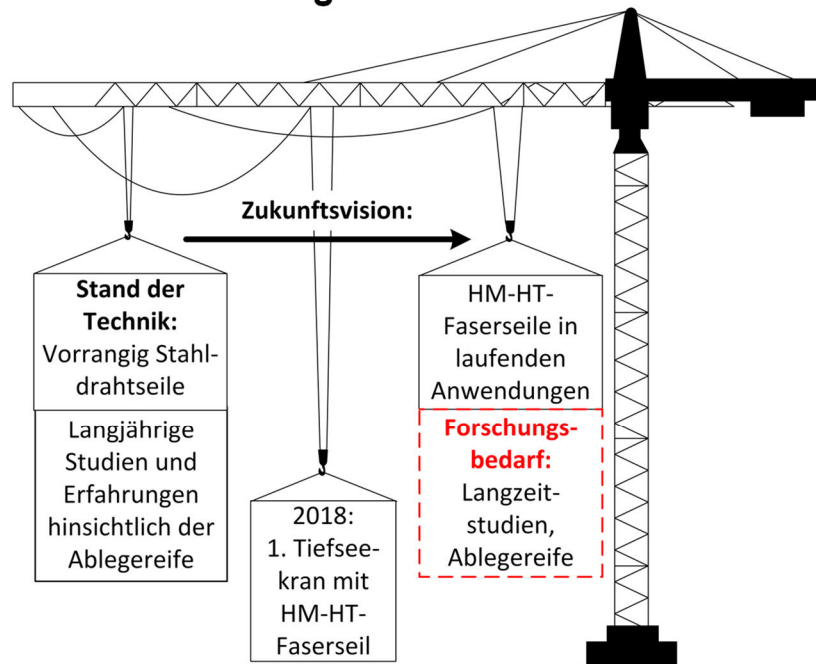 Zukunftsvision:
Stand der
Technik:
Vorrangig Stahl-
drahtseile
Langjährige
Studien und
Erfahrungen
hinsichtlich der
Ablegereife
2018:
1. Tiefsee-
kran mit
HM-HT-
Faserseil
HM-HT-
Faserseile in
laufenden
Anwendungen
Forschungs-
bedarf:
Langzeit-
studien,
Ablegereife